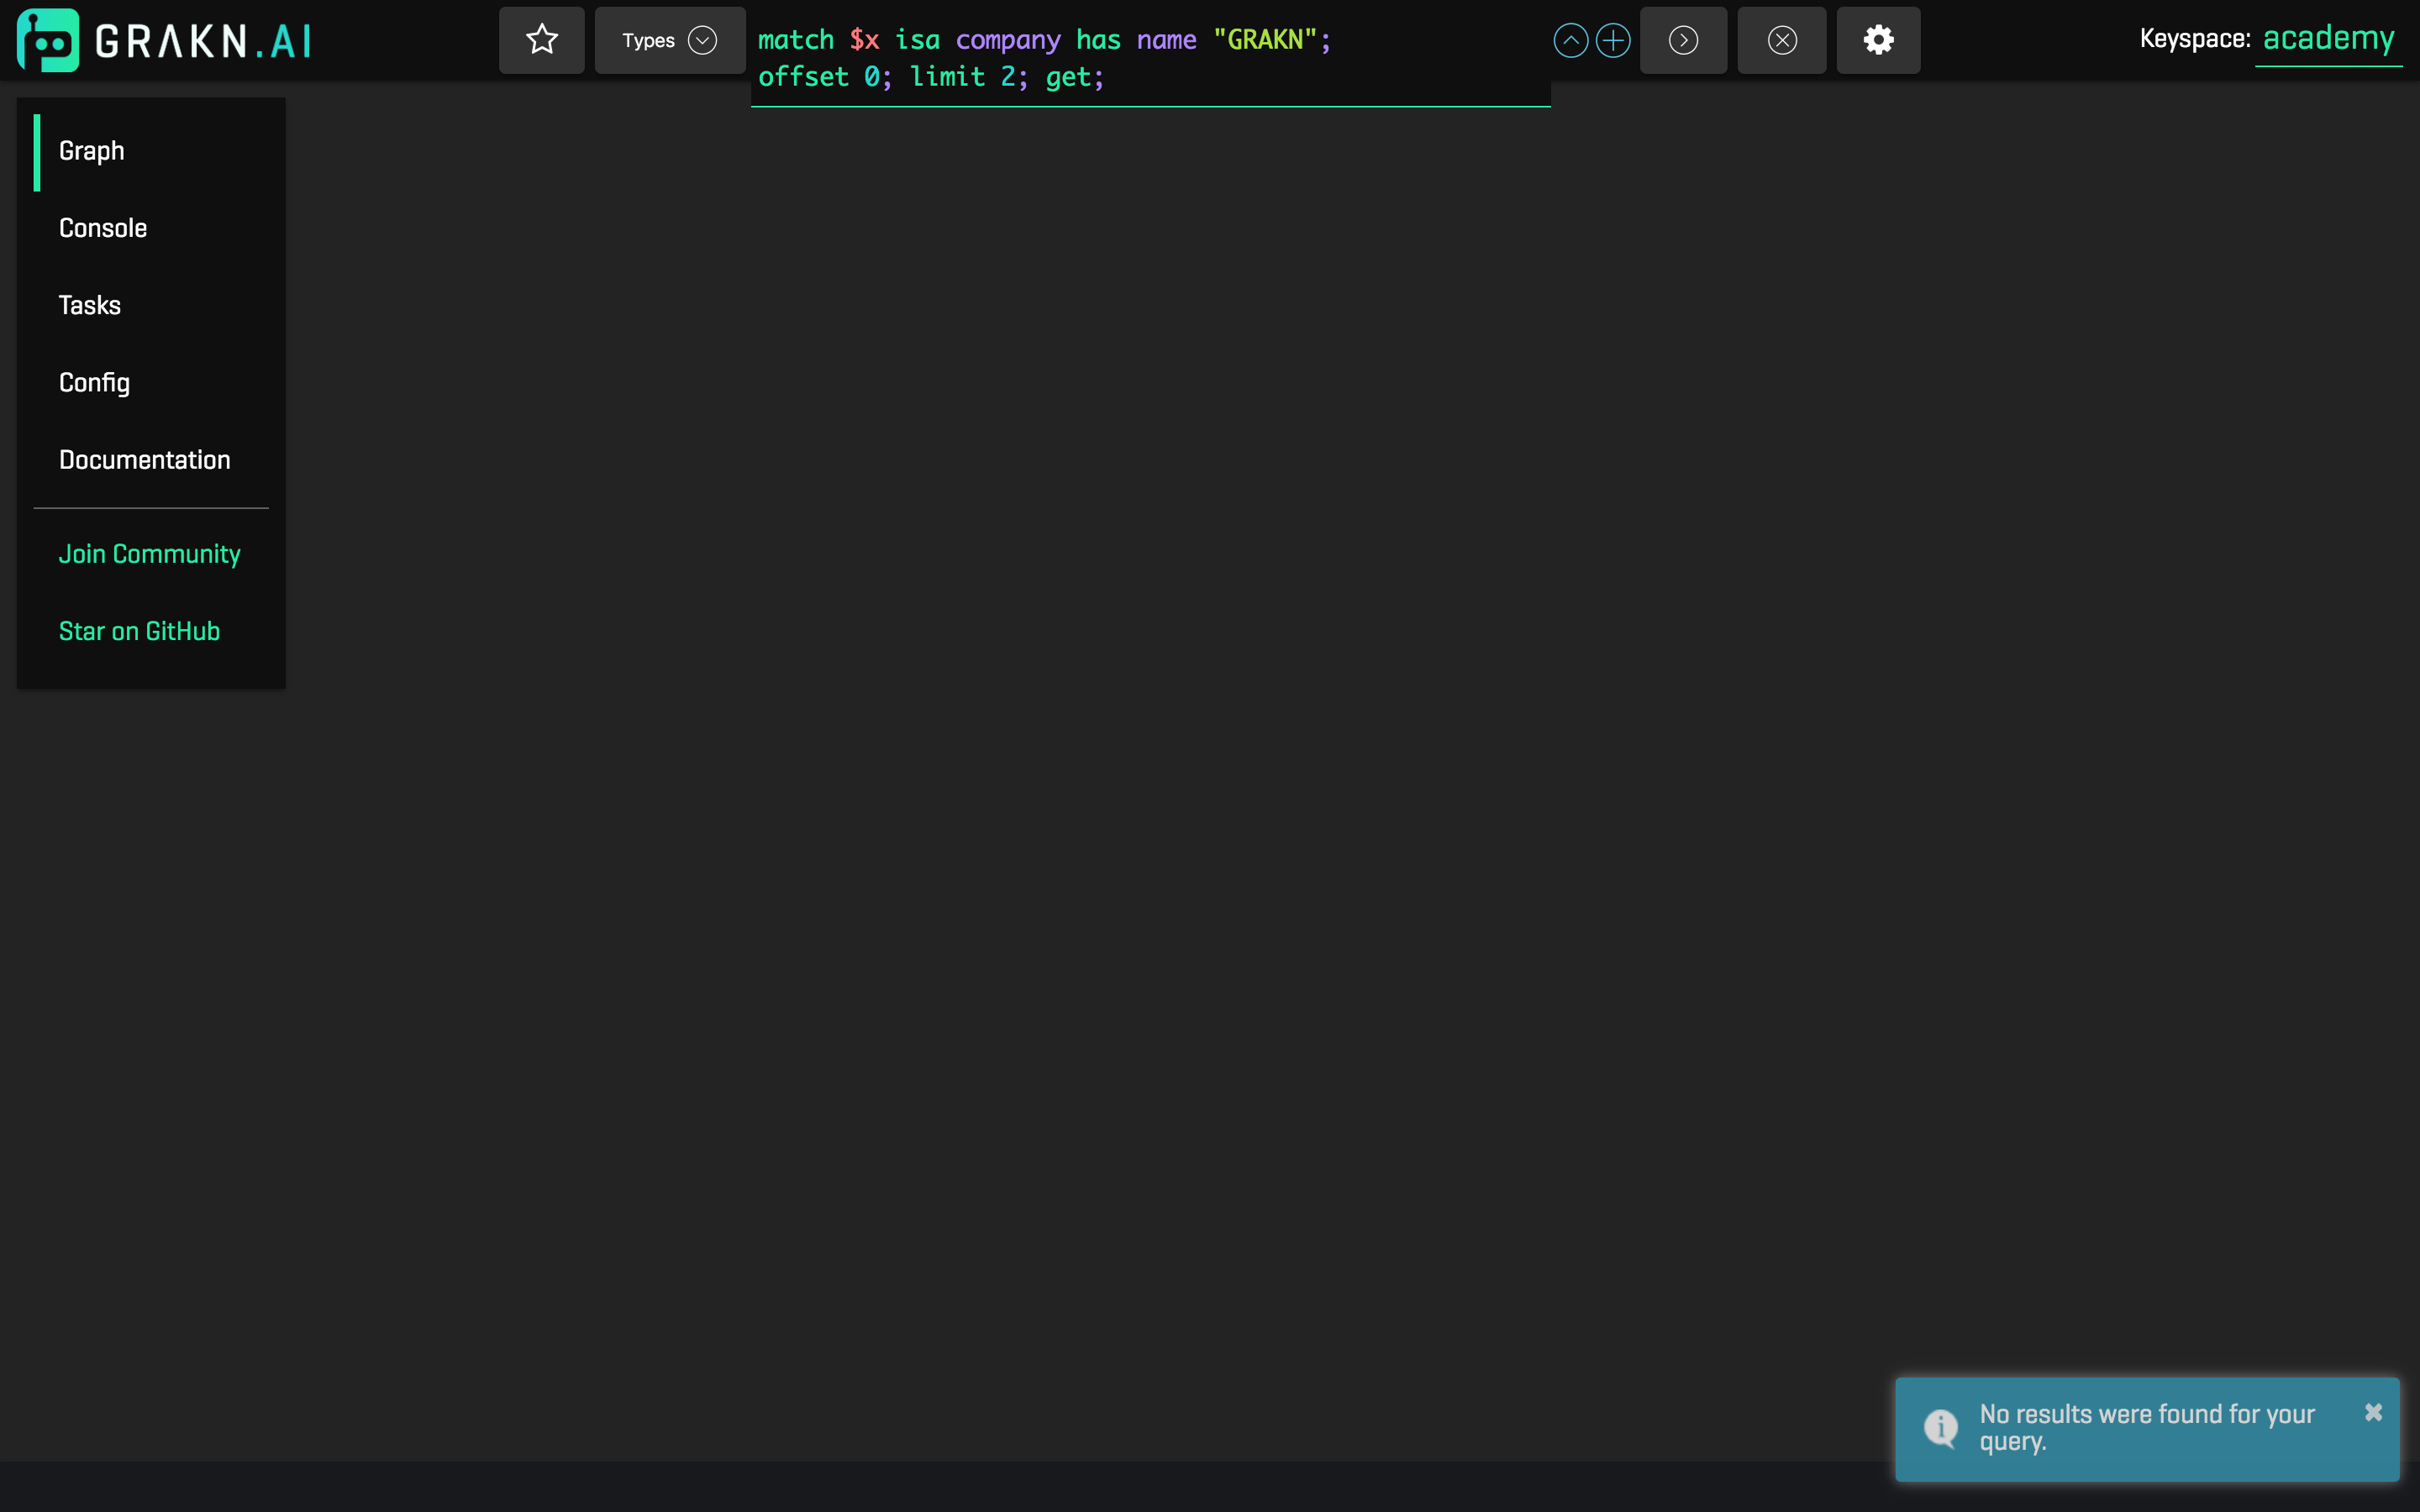 GRAKN.AI
Types
match $x isa company has name "GRAKN";
offset 0; limit 2; get;
Keyspace: academy
Graph
Console
Tasks
Config
Documentation
Join Community
Star on GitHub
No results were found for your
query.